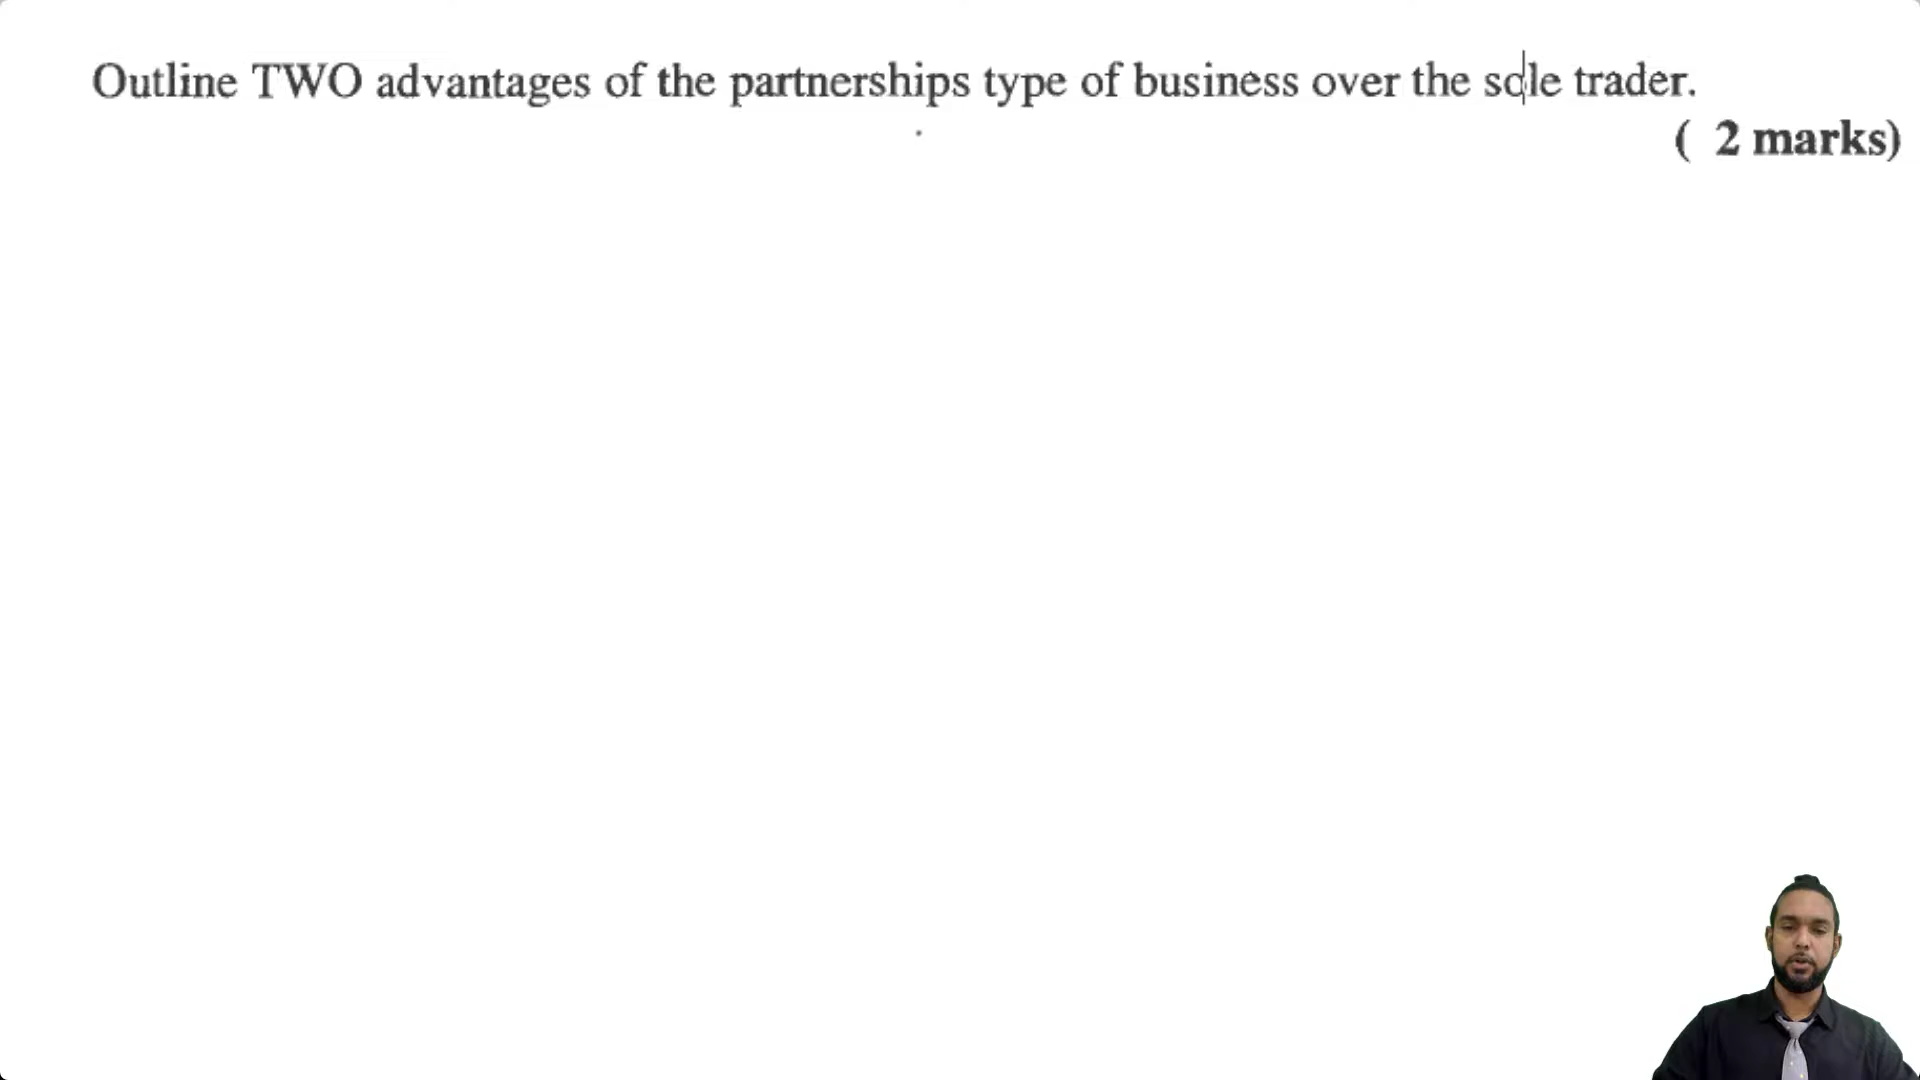 Outline TWO advantages of the partnerships type of business over the sole trader.
( 2 marks)